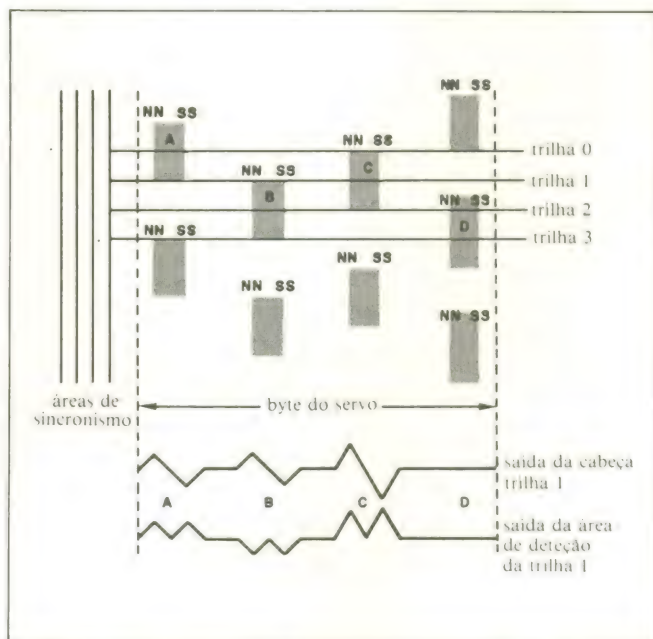 NN SS
NN SS
A
NN SS
trilha 0
NN SS
C
trilha 1
B
NN SS
trilha 2
NN SS
D
trilha 3
NN SS
NN SS
NN SS
áreas de
sincronismo
byte do servo
saída da cabeça
trilha 1
A
B
C
D
saída da área
de deteção
da trilha 1